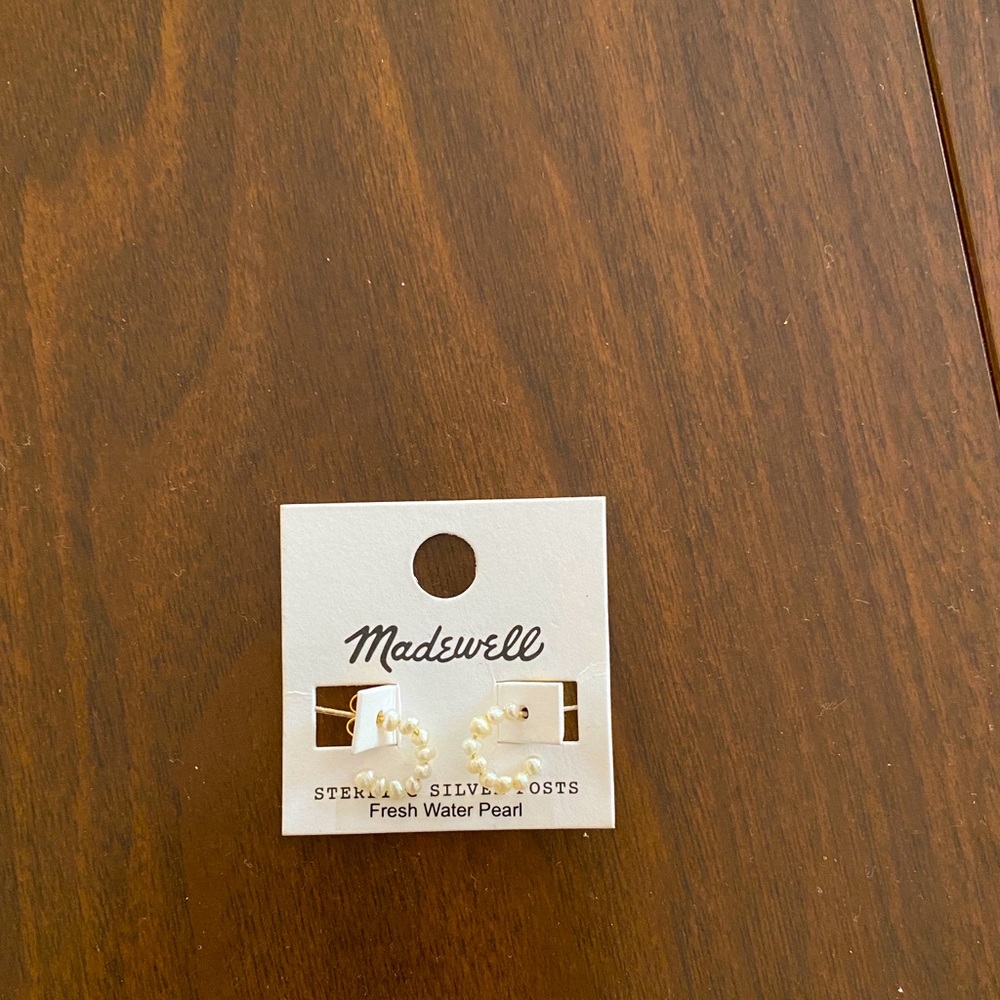 Madewell
STERLING SILVER POSTS
Fresh Water Pearl